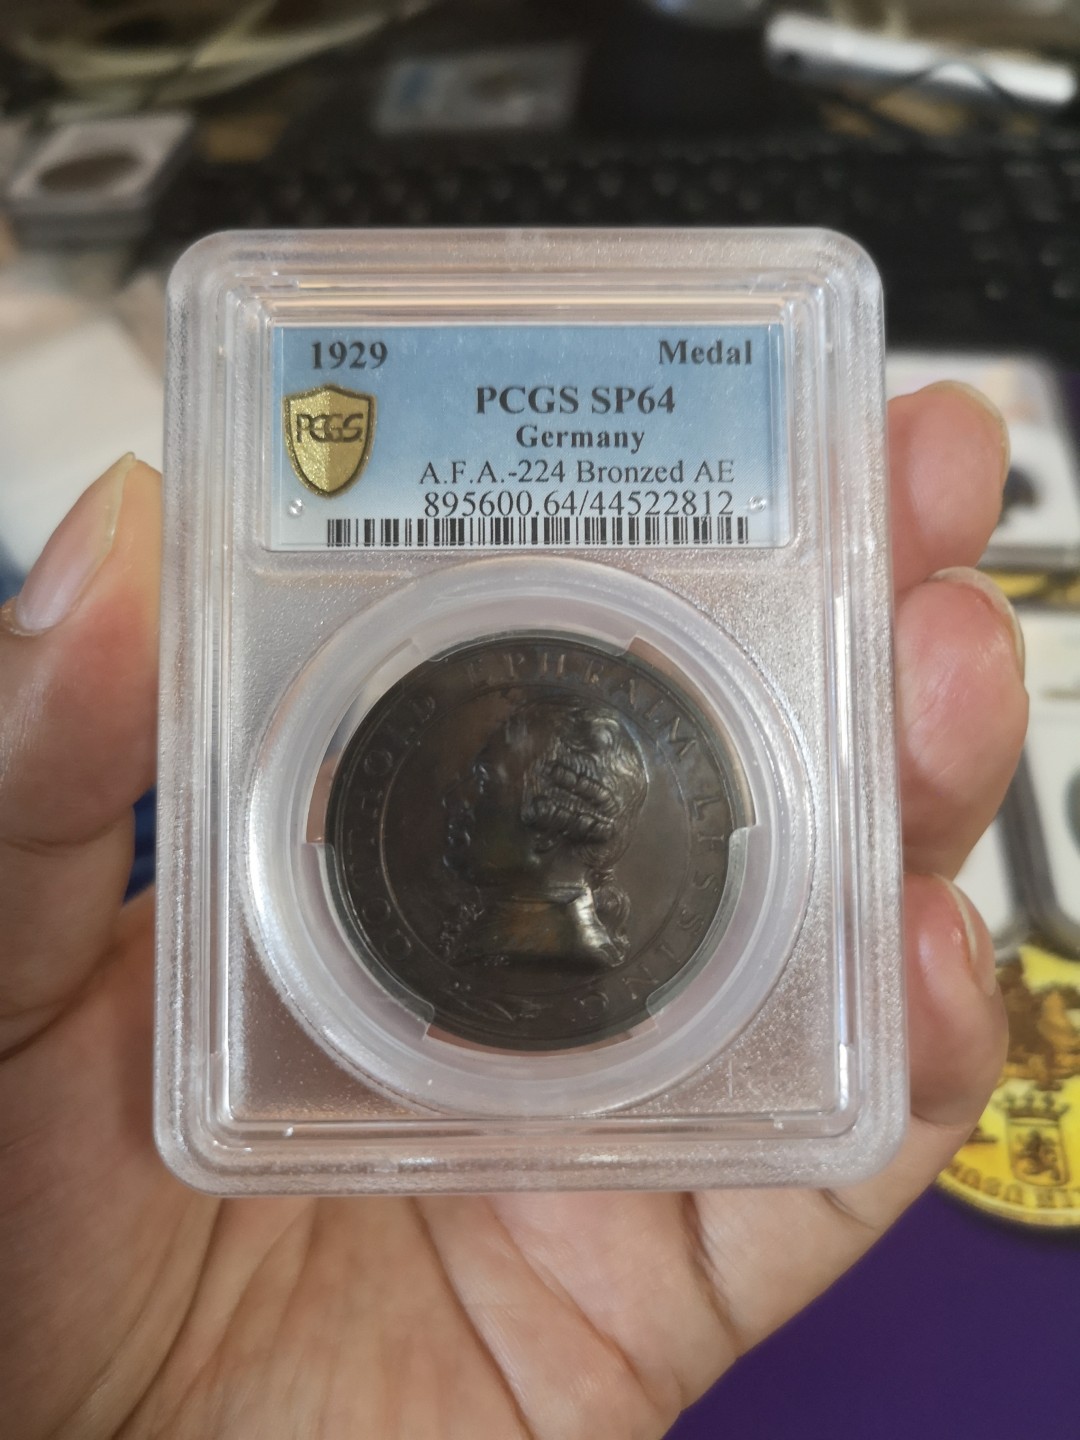 1929 Medal
PCGS
PCGS SP64
Germany
A.F.A.-224 Bronzed AE
895600.64/44522812
GOTTHOLD EPHRAIM LESSING